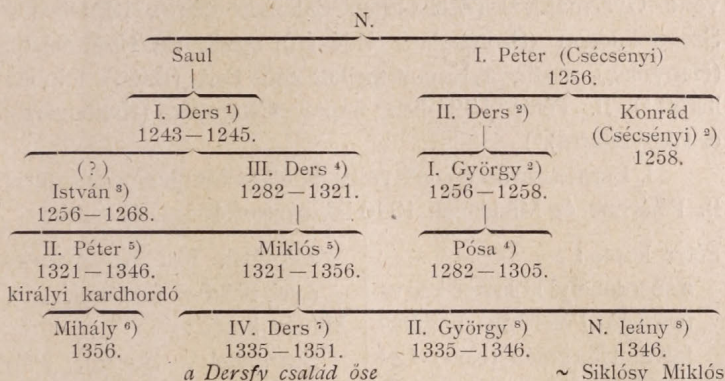 N.
Saul I. Péter (Csécsényi)
1256.
I. Ders ¹) II. Ders ²) Konrád
1243—1245. (Csécsényi) ²)
1258.
(?) III. Ders ⁴) I. György ²)
István ³) 1282—1321. 1256—1258.
1256—1268.
II. Péter ⁵) Miklós ⁵) Pósa ⁴)
1321—1346. 1321—1356. 1282—1305.
királyi kardhordó
Mihály ⁶) IV. Ders ⁷) II. György ⁸) N. leány ⁸)
1356. 1335—1351. 1335—1346. 1346.
a Dersfy család őse ~ Siklósy Miklós